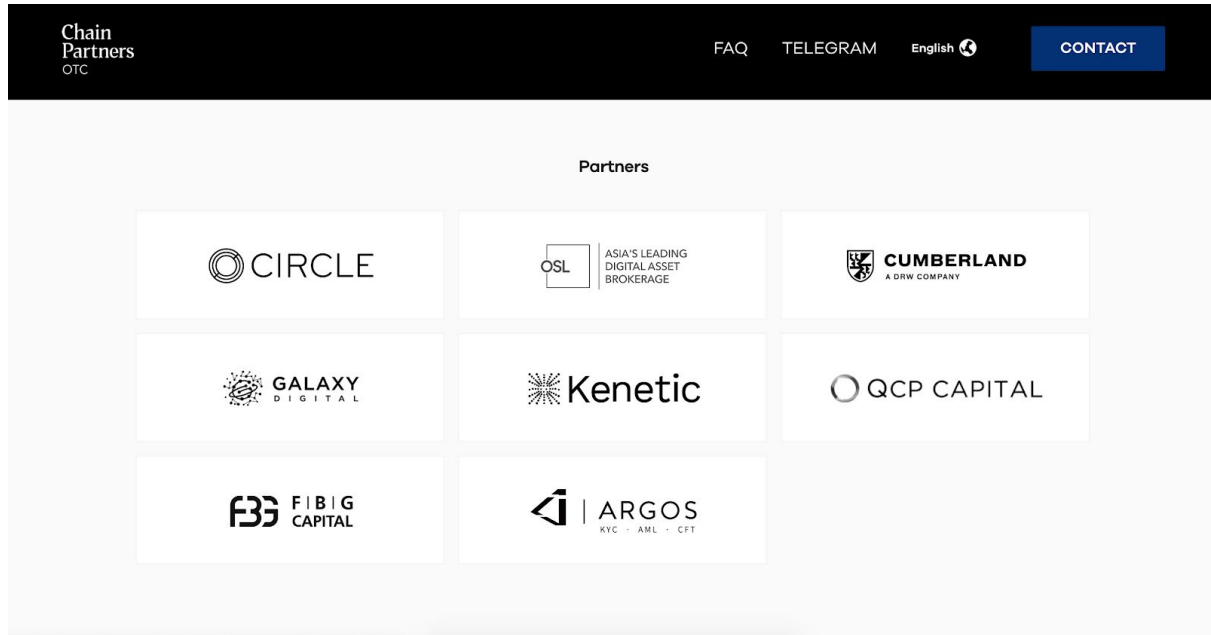 Chain
Partners
OTC
FAQ TELEGRAM English CONTACT
Partners
CIRCLE
OSL
ASIA'S LEADING
DIGITAL ASSET
BROKERAGE
CUMBERLAND
A DRW COMPANY
GALAXY
DIGITAL
Kenetic
QCP CAPITAL
FBG
F|B|G
CAPITAL
ARGOS
KYC · AML · CFT